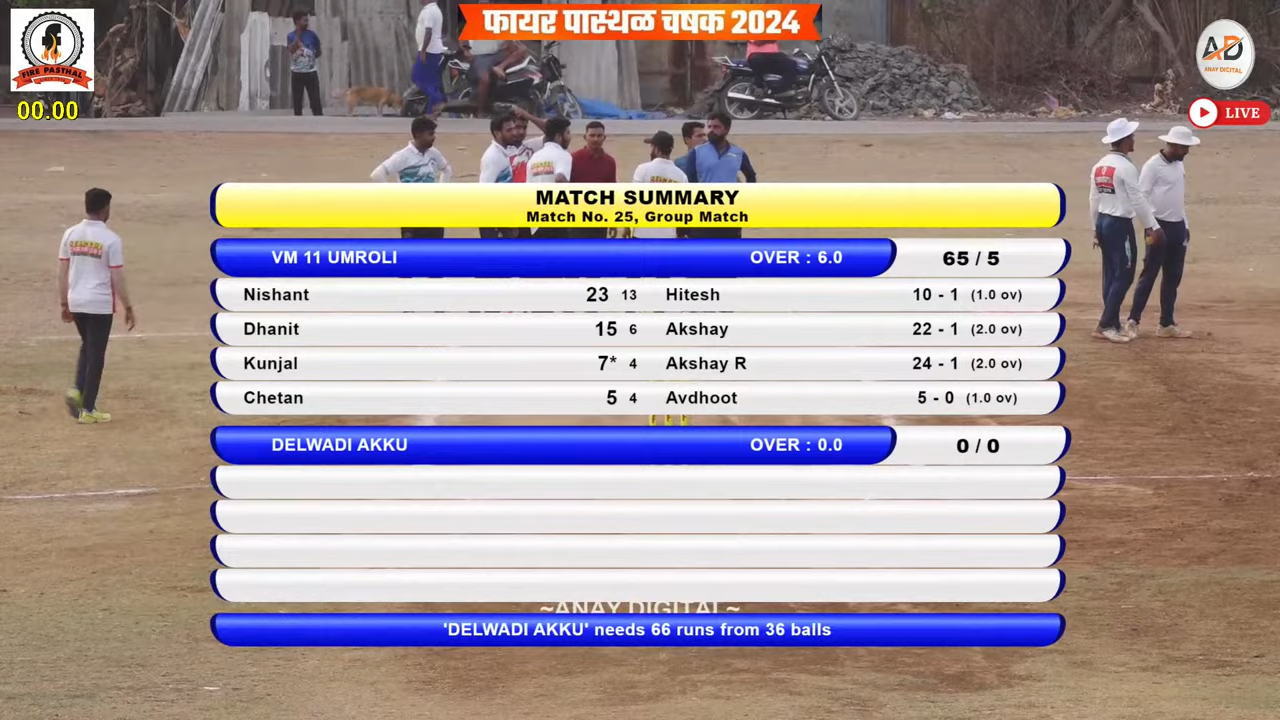 फायर पास्थळ चषक 2024
FIRE PASTHAL
00.00
AD
ANAY DIGITAL
LIVE
MATCH SUMMARY
Match No. 25, Group Match
VM 11 UMROLI OVER : 6.0 65 / 5
Nishant 23 13 Hitesh 10 - 1 (1.0 ov)
Dhanit 15 6 Akshay 22 - 1 (2.0 ov)
Kunjal 7* 4 Akshay R 24 - 1 (2.0 ov)
Chetan 5 4 Avdhoot 5 - 0 (1.0 ov)
DELWADI AKKU OVER : 0.0 0 / 0
~ANAY DIGITAL~
'DELWADI AKKU' needs 66 runs from 36 balls